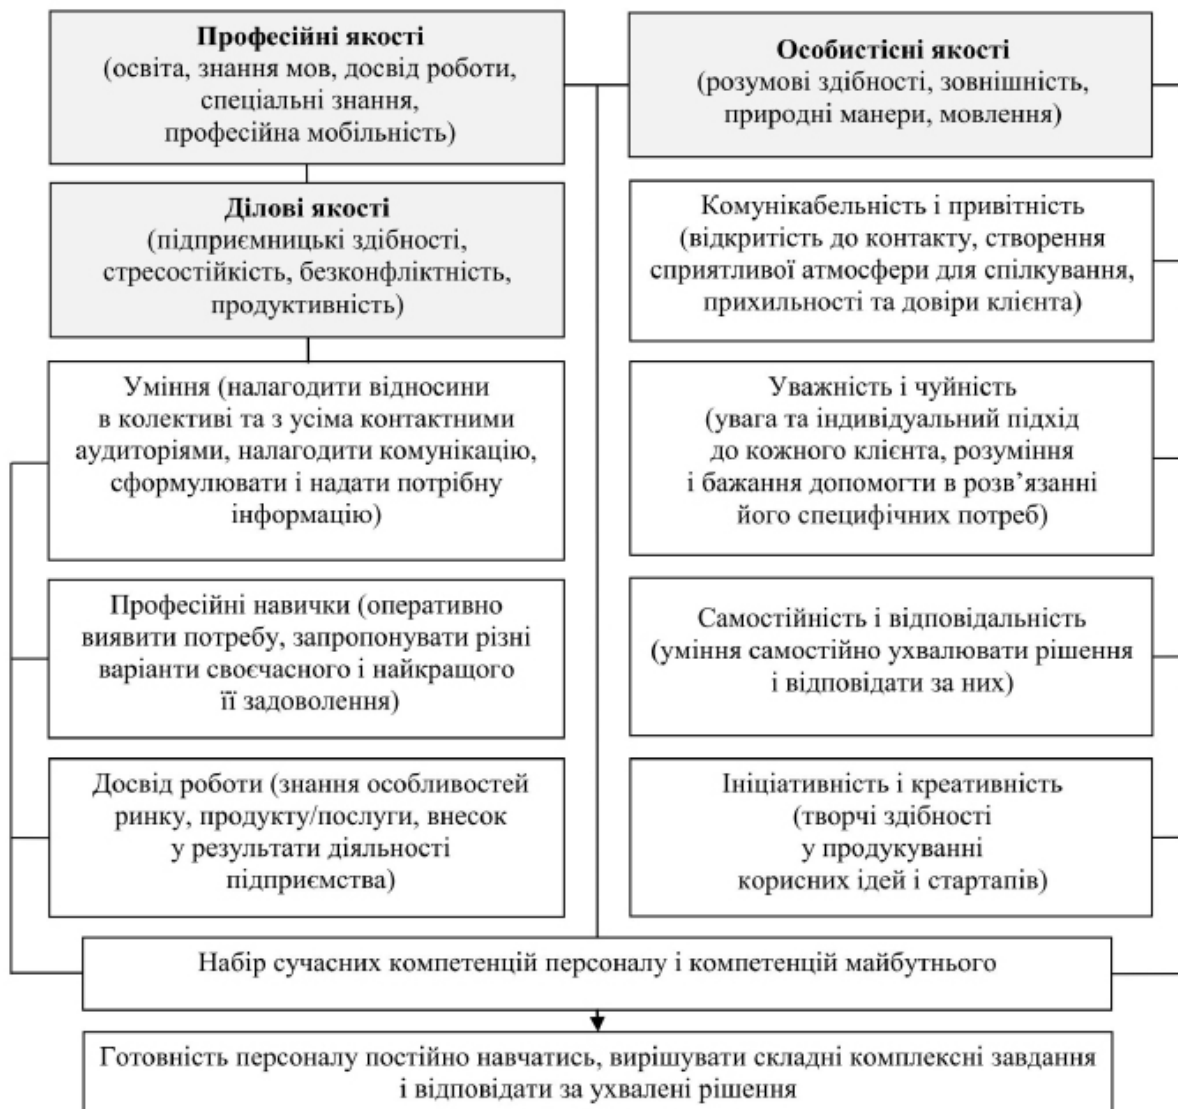 Професійні якості
(освіта, знання мов, досвід роботи,
спеціальні знання,
професійна мобільність)
Ділові якості
(підприємницькі здібності,
стресостійкість, безконфліктність,
продуктивність)
Уміння (налагодити відносини
в колективі та з усіма контактними
аудиторіями, налагодити комунікацію,
сформулювати і надати потрібну
інформацію)
Професійні навички (оперативно
виявити потребу, запропонувати різні
варіанти своєчасного і найкращого
її задоволення)
Досвід роботи (знання особливостей
ринку, продукту/послуги, внесок
у результати діяльності
підприємства)
Особистісні якості
(розумові здібності, зовнішність,
природні манери, мовлення)
Комунікабельність і привітність
(відкритість до контакту, створення
сприятливої атмосфери для спілкування,
прихильності та довіри клієнта)
Уважність і чуйність
(увага та індивідуальний підхід
до кожного клієнта, розуміння
і бажання допомогти в розв’язанні
його специфічних потреб)
Самостійність і відповідальність
(уміння самостійно ухвалювати рішення
і відповідати за них)
Ініціативність і креативність
(творчі здібності
у продукуванні
корисних ідей і стартапів)
Набір сучасних компетенцій персоналу і компетенцій майбутнього
Готовність персоналу постійно навчатись, вирішувати складні комплексні завдання
і відповідати за ухвалені рішення